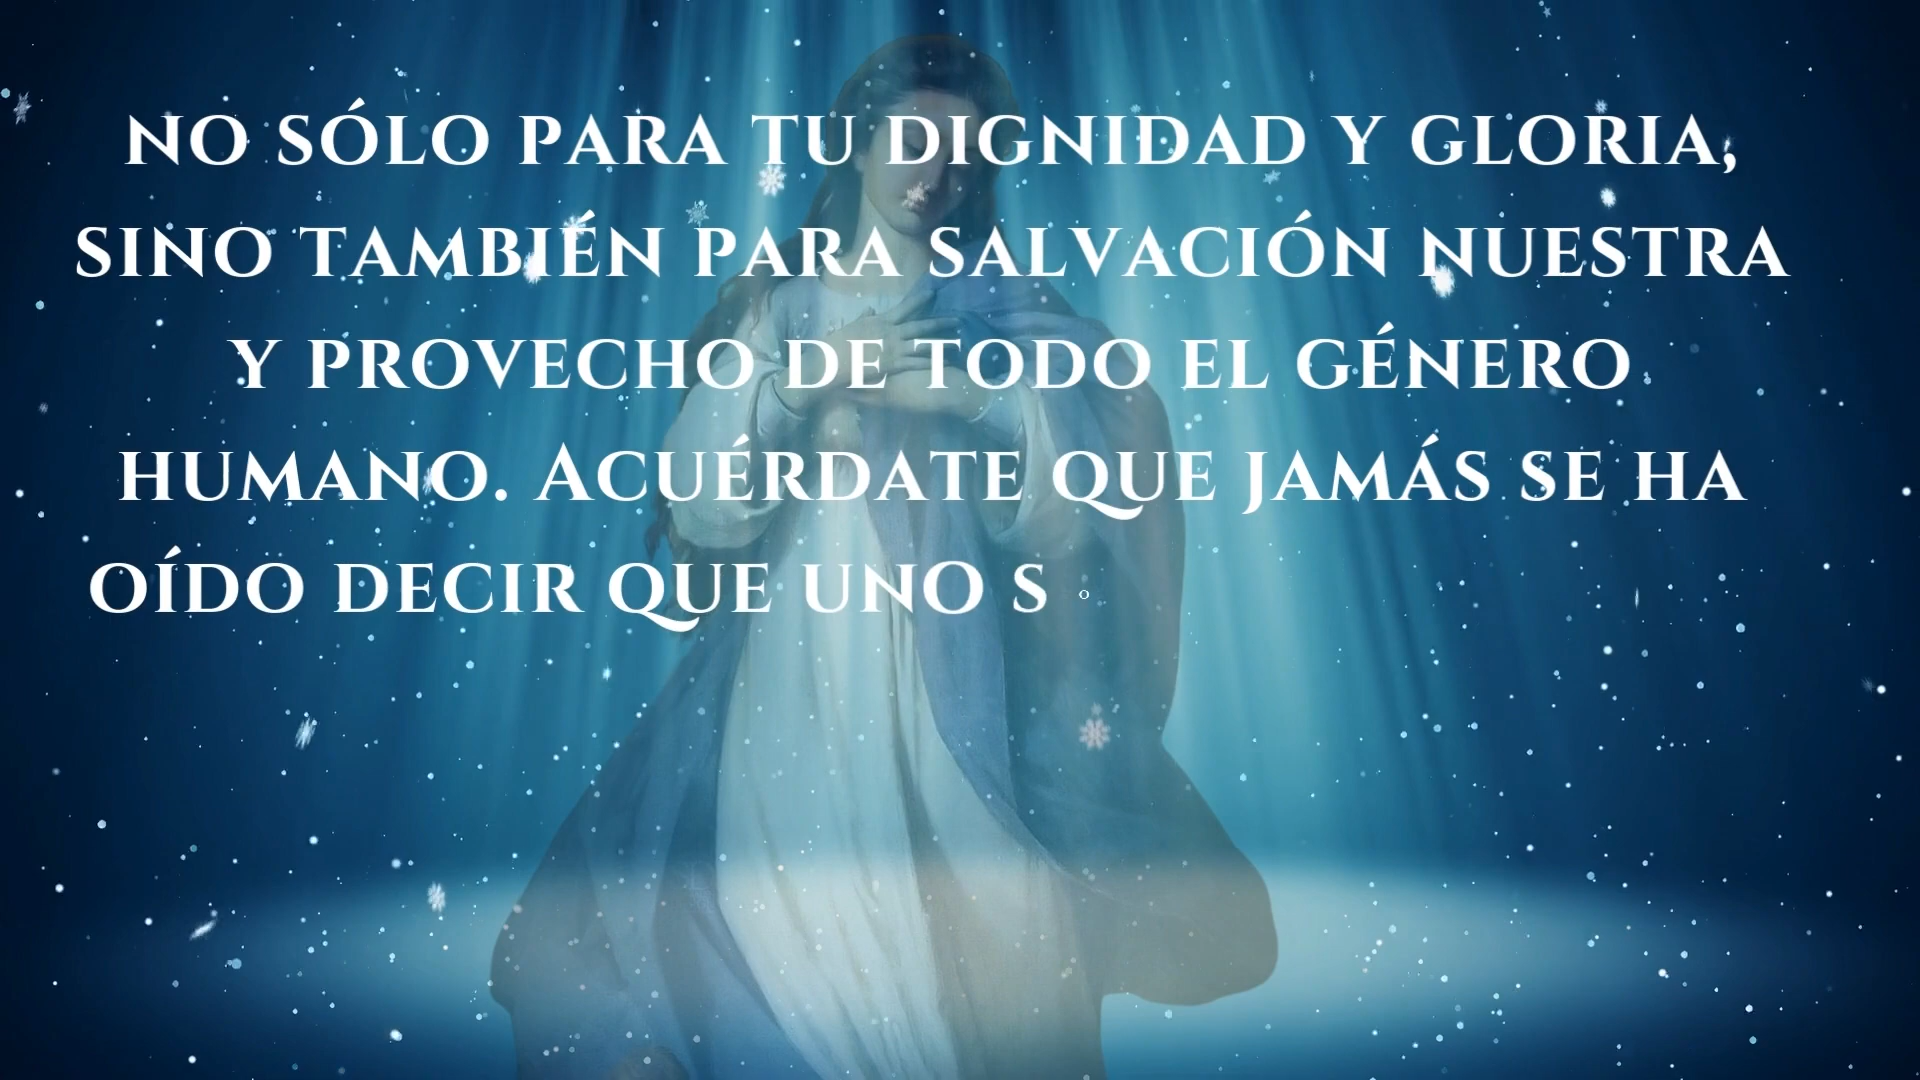 NO SÓLO PARA TU DIGNIDAD Y GLORIA,
SINO TAMBIÉN PARA SALVACIÓN NUESTRA
Y PROVECHO DE TODO EL GÉNERO
HUMANO. ACUÉRDATE QUE JAMÁS SE HA
OÍDO DECIR QUE UNO SO